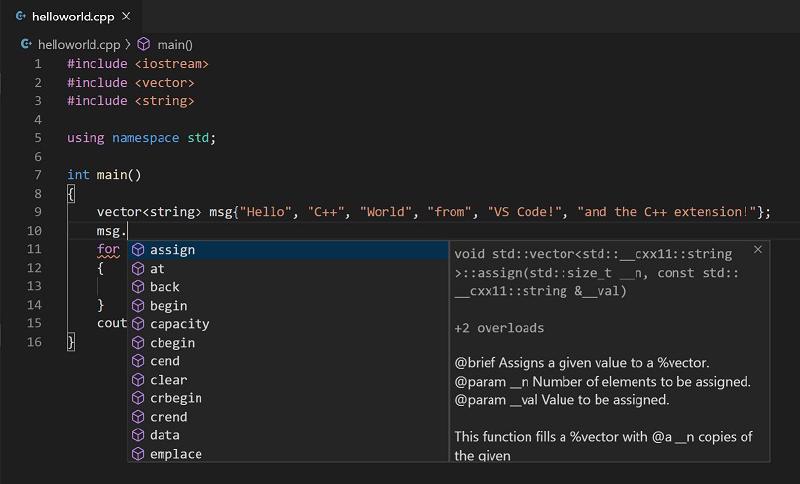 helloworld.cpp
helloworld.cpp main()
1 #include <iostream>
2 #include <vector>
3 #include <string>
4
5 using namespace std;
6
7 int main()
8 {
9 vector<string> msg{"Hello", "C++", "World", "from", "VS Code!", "and the C++ extension!"};
10 msg.
11 for
12 {
13
14 }
15 cout
16 }
assign
at
back
begin
capacity
cbegin
cend
clear
crbegin
crend
data
emplace
void std::vector<std::__cxx11::string
>::assign(std::size_t __n, const std::
__cxx11::string &__val)
+2 overloads
@brief Assigns a given value to a %vector.
@param __n Number of elements to be assigned.
@param __val Value to be assigned.
This function fills a %vector with @a __n copies of
the given